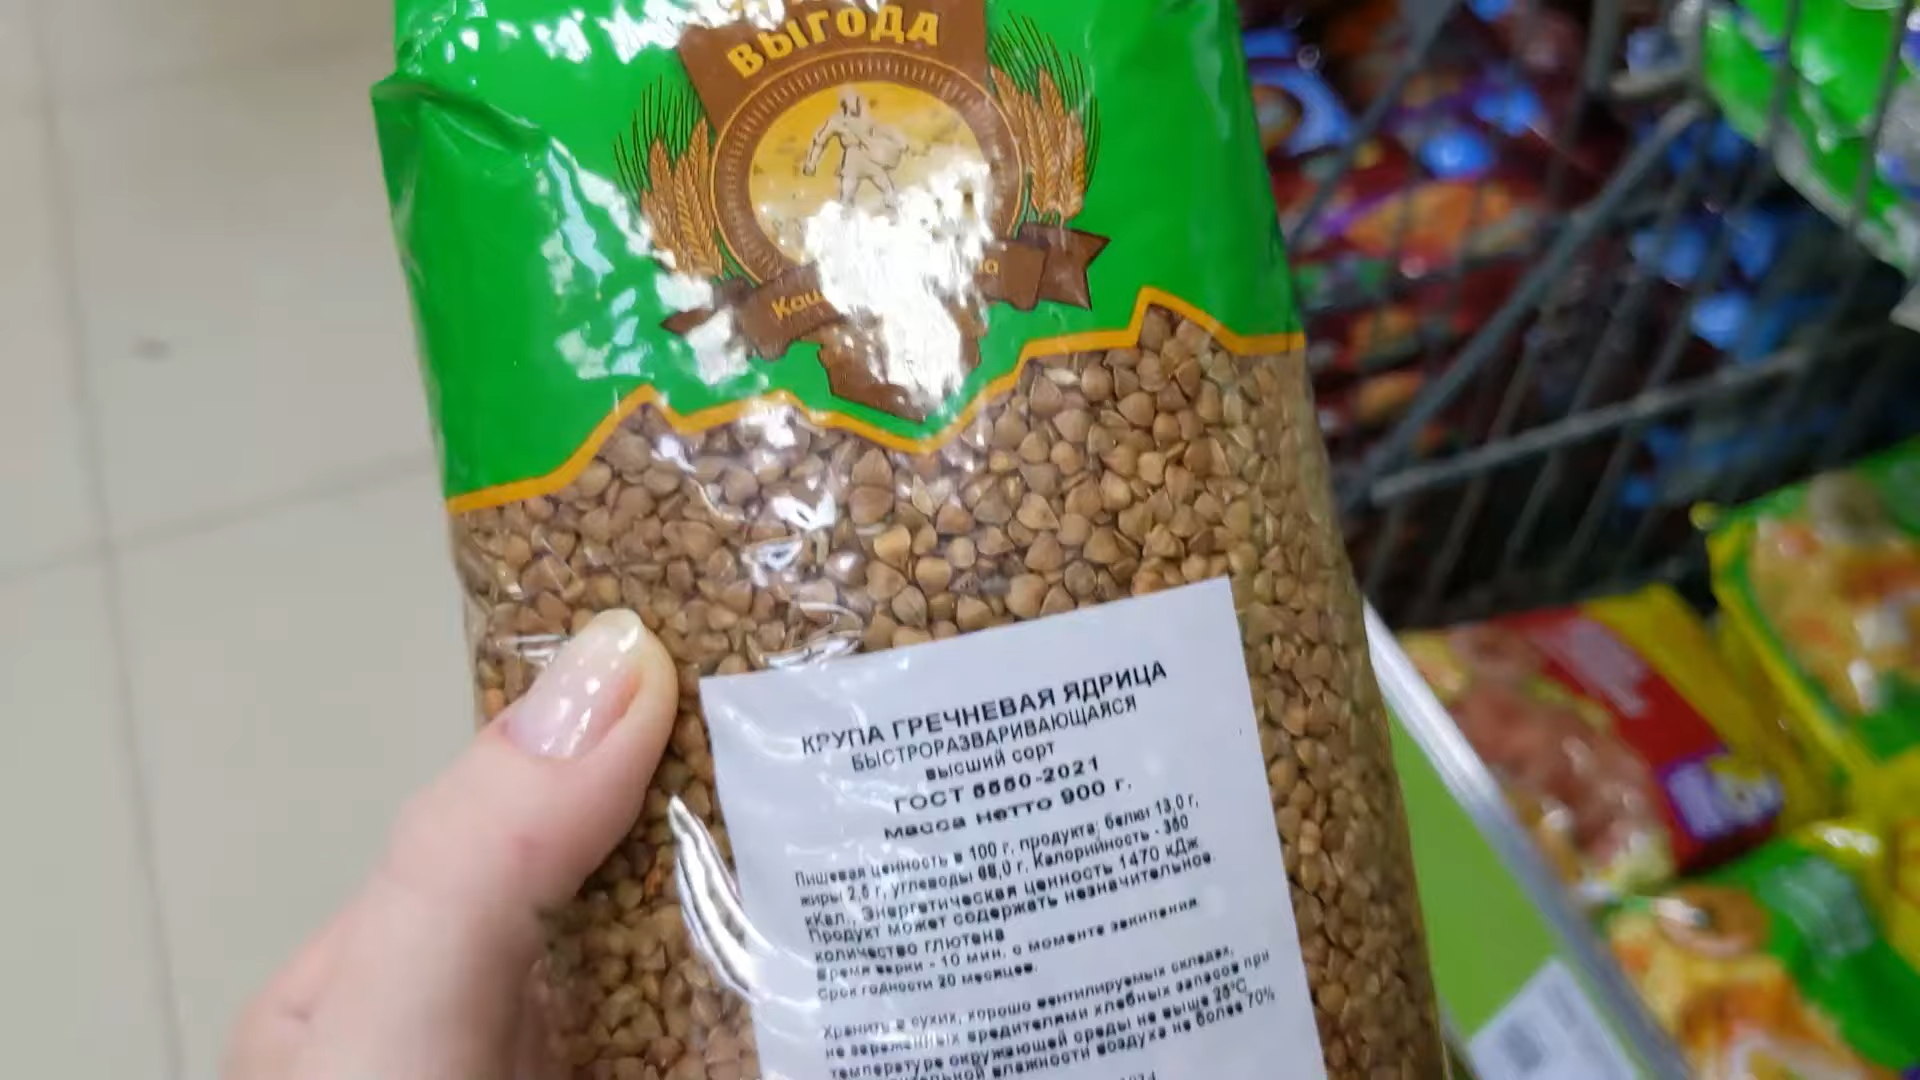 ВЫГОДА
КРУПА ГРЕЧНЕВАЯ ЯДРИЦА
БЫСТРОРАЗВАРИВАЮЩАЯСЯ
высший сорт
ГОСТ 5550-2021
масса нетто 900 г.
Пищевая ценность в 100 г. продукта: белки 13,0 г,
жиры 2,5 г, углеводы 68,0 г. Калорийность - 350
кКал., Энергетическая ценность 1470 кДж
Продукт может содержать незначительное
количество глютена
Время варки - 10 мин. с момента закипания
Срок годности 20 месяцев.
Хранить в сухих, хорошо вентилируемых складах,
не зараженных вредителями хлебных запасов при
температуре окружающей среды не выше 25°С
влажности воздуха не более 70%